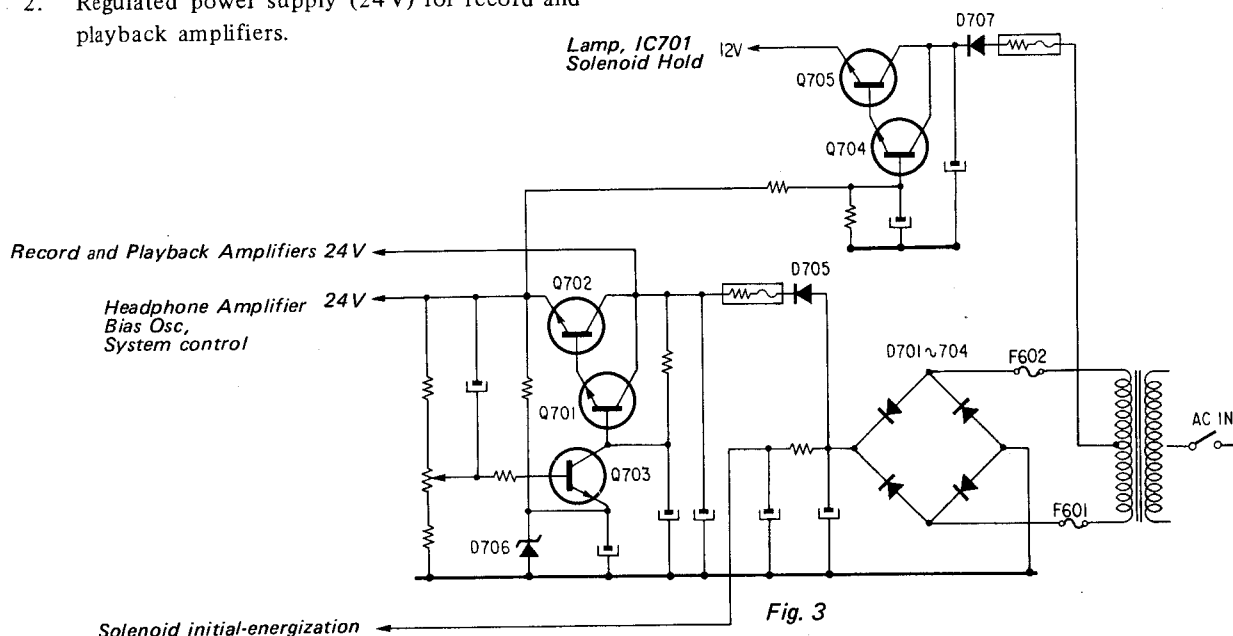 2. Regulated power supply (24 V) for record and
playback amplifiers.
D707
Lamp, IC701 12V
Solenoid Hold
Q705
Q704
Record and Playback Amplifiers 24V
D705
Q702
Headphone Amplifier 24V
Bias Osc,
System control
D701~704
F602
Q701
AC IN
Q703
F601
D706
Fig. 3
Solenoid initial-energization